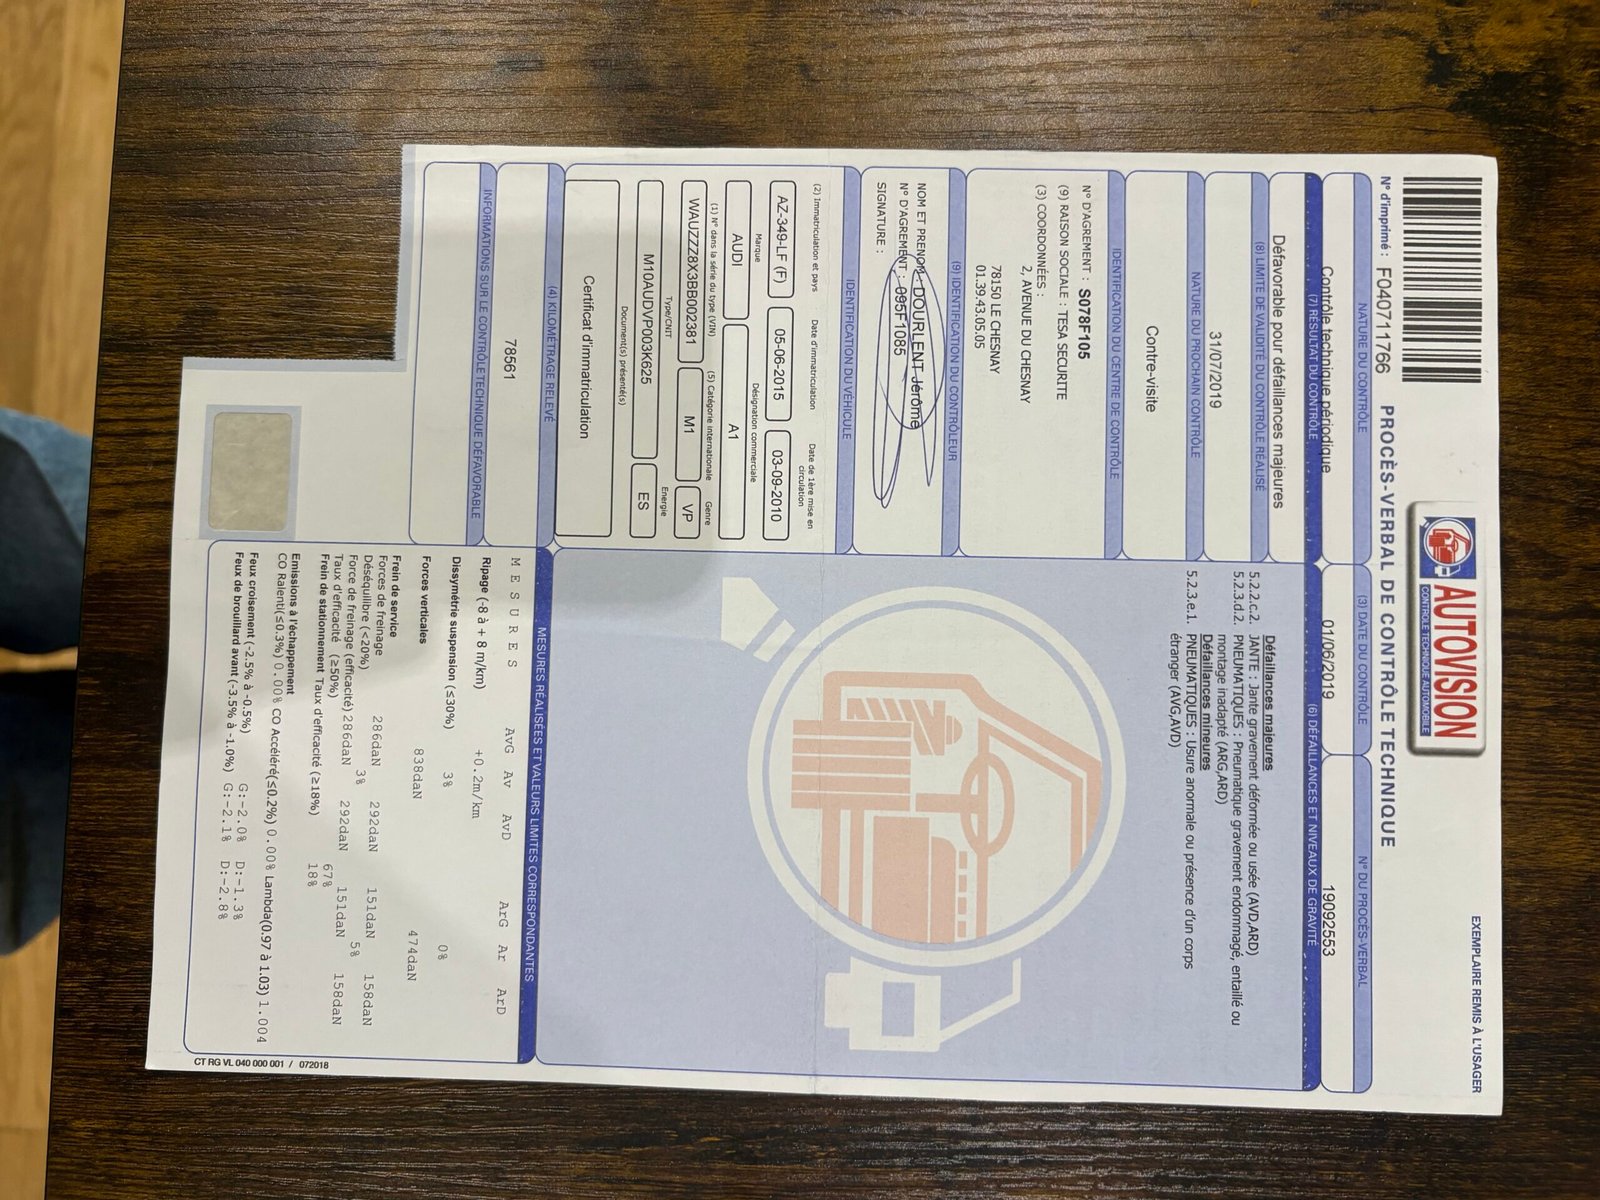 EXEMPLAIRE REMIS À L'USAGER
AUTOVISION
CONTROLE TECHNIQUE AUTOMOBILE
N° d'imprimé : F040711766
PROCÈS-VERBAL DE CONTRÔLE TECHNIQUE
NATURE DU CONTRÔLE
Contrôle technique périodique
(3) DATE DU CONTRÔLE
01/06/2019
N° DU PROCÈS-VERBAL
19092553
(7) RÉSULTAT DU CONTRÔLE
Défavorable pour défaillances majeures
(8) LIMITE DE VALIDITÉ DU CONTRÔLE RÉALISÉ
31/07/2019
NATURE DU PROCHAIN CONTRÔLE
Contre-visite
IDENTIFICATION DU CENTRE DE CONTRÔLE
N° D'AGREMENT : S078F105
(9) RAISON SOCIALE : TESA SECURITE
(3) COORDONNÉES :
2, AVENUE DU CHESNAY
78150 LE CHESNAY
01.39.43.05.05
(9) IDENTIFICATION DU CONTRÔLEUR
NOM ET PRENOM : DOURLENT Jérôme
N° D'AGREMENT : 095F1085
SIGNATURE :
IDENTIFICATION DU VÉHICULE
(2) Immatriculation et pays Date d'immatriculation Date de 1ère mise en circulation
AZ-349-LF (F) 05-06-2015 03-09-2010
Marque Désignation commerciale
AUDI A1
(1) N° dans la série du type (VIN) (5) Catégorie internationale Genre
WAUZZZ8X3BB002381 M1 VP
Type/CNIT Energie
M10AUDVP003K625 ES
Document(s) présenté(s)
Certificat d'immatriculation
(4) KILOMÉTRAGE RELEVÉ
78561
INFORMATIONS SUR LE CONTRÔLE TECHNIQUE DÉFAVORABLE
(6) DÉFAILLANCES ET NIVEAUX DE GRAVITÉ
Défaillances majeures
5.2.2.c.2. JANTE : Jante gravement déformée ou usée (AVD,ARD)
5.2.3.d.2. PNEUMATIQUES : Pneumatique gravement endommagé, entaillé ou
montage inadapté (ARG,ARD)
Défaillances mineures
5.2.3.e.1. PNEUMATIQUES : Usure anormale ou présence d'un corps
étranger (AVG,AVD)
MESURES RÉALISÉES ET VALEURS LIMITES CORRESPONDANTES
MESURES AvG Av AvD ArG Ar ArD
Ripage (-8 à + 8 m/km) +0.2m/km
Dissymétrie suspension (≤30%) 3% 0%
Forces verticales 838daN 474daN
Frein de service
Forces de freinage 286daN 292daN 151daN 158daN
Déséquilibre (<20%) 3% 5%
Force de freinage (efficacité) 286daN 292daN 151daN 158daN
Taux d'efficacité (≥50%) 67%
Frein de stationnement Taux d'efficacité (≥18%) 18%
Emissions à l'échappement
CO Ralenti(≤0.3%) 0.00% CO Accéléré(≤0.2%) 0.00% Lambda(0.97 à 1.03) 1.004
Feux croisement (-2.5% à -0.5%) G:-2.0% D:-1.3%
Feux de brouillard avant (-3.5% à -1.0%) G:-2.1% D:-2.8%
CT RG VL 040 000 001 / 072018